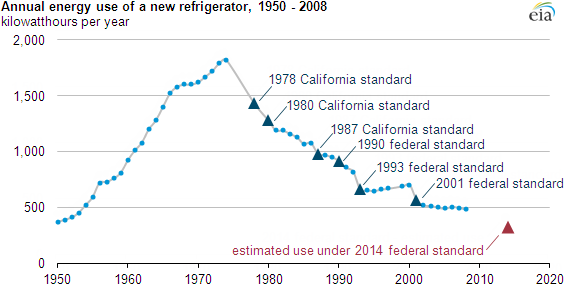 Annual energy use of a new refrigerator, 1950 - 2008
kilowatthours per year
eia
2,000
1,500
1,000
500
0
1978 California standard
1980 California standard
1987 California standard
1990 federal standard
1993 federal standard
2001 federal standard
estimated use under 2014 federal standard
1950 1960 1970 1980 1990 2000 2010 2020